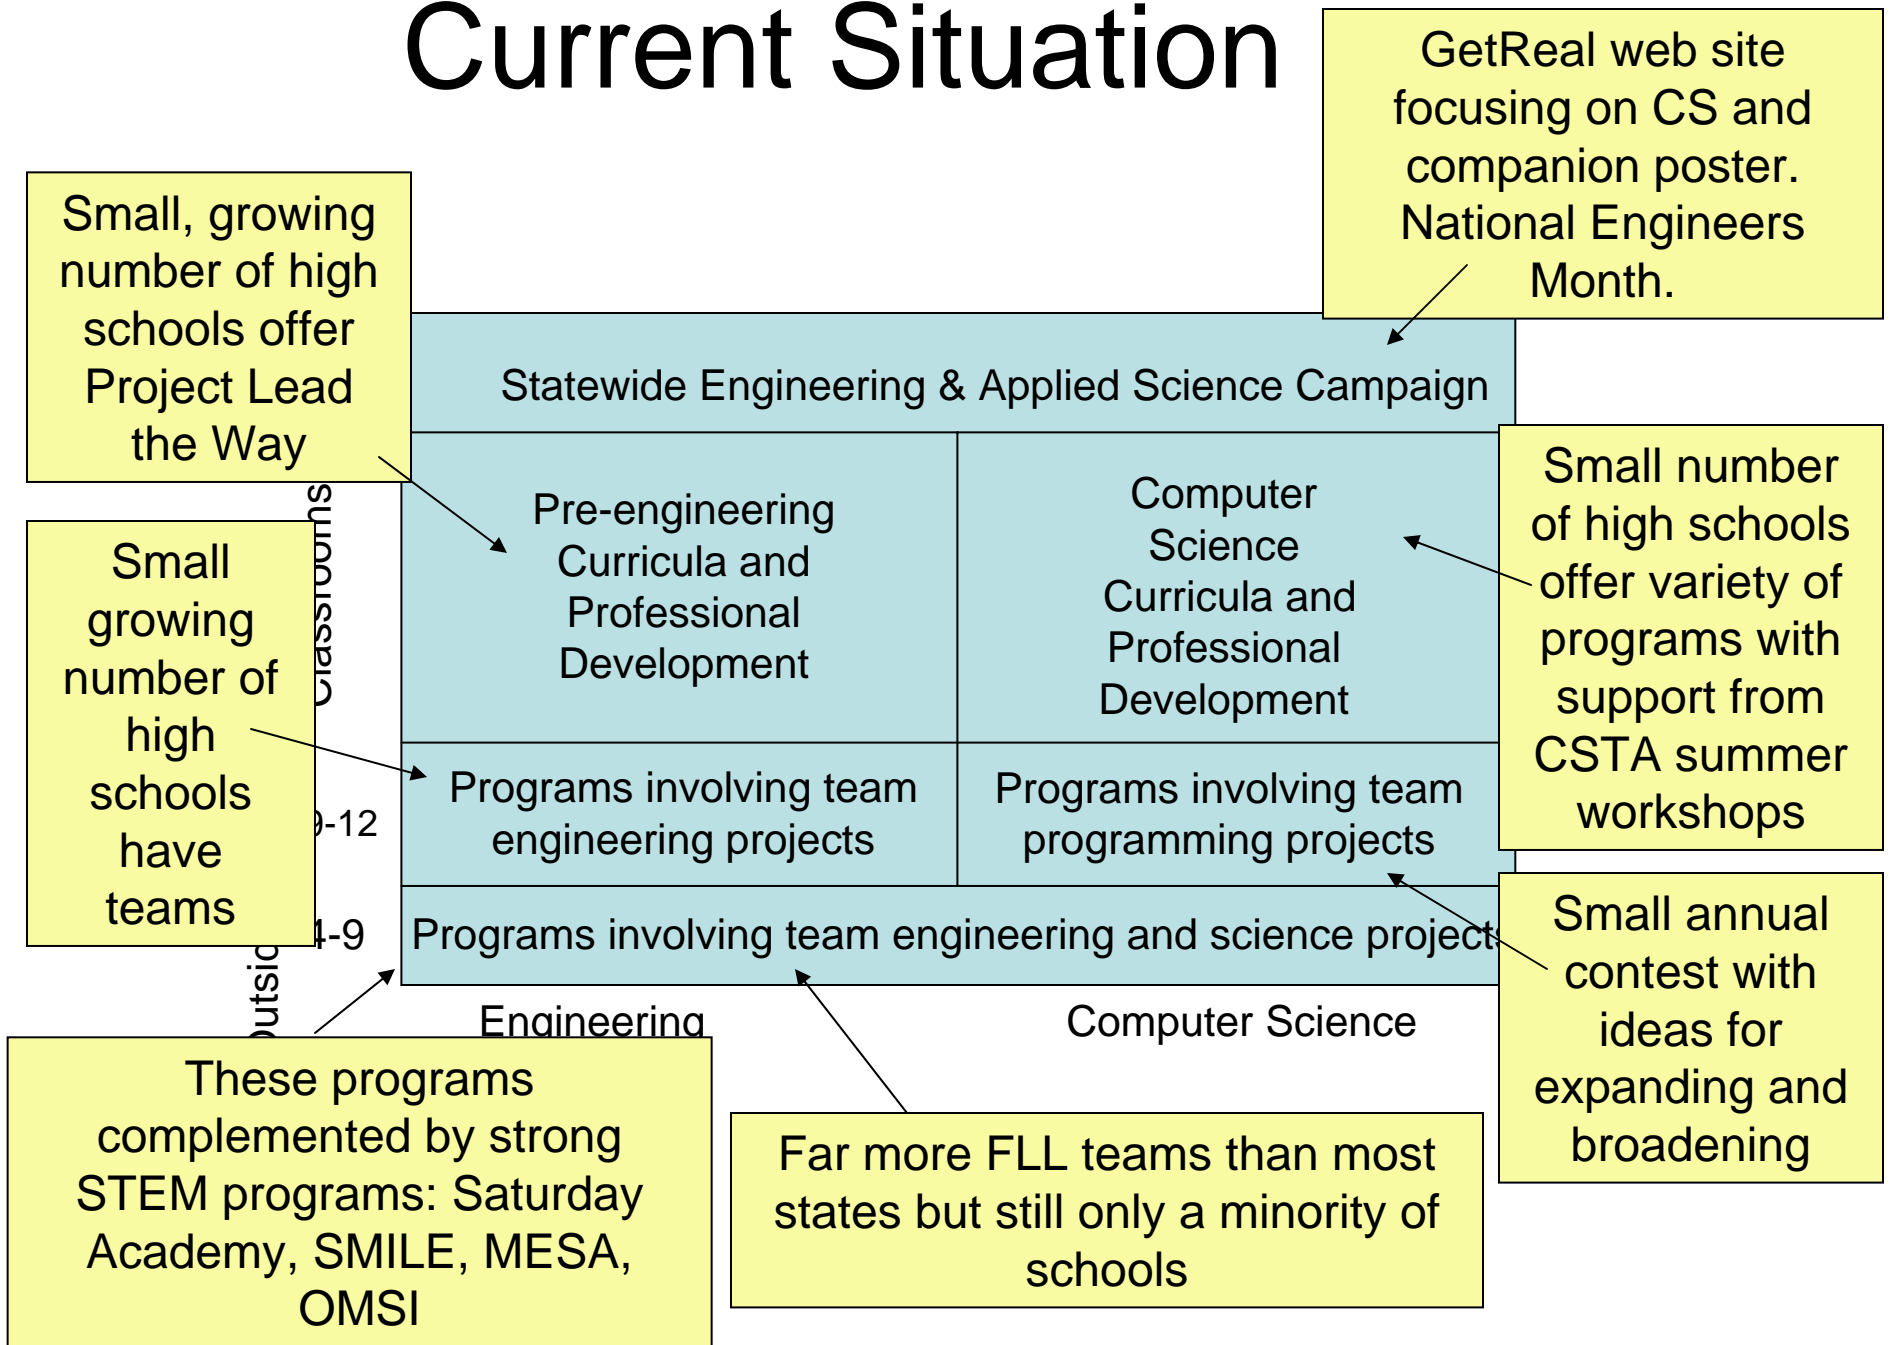 Current Situation
GetReal web site
focusing on CS and
companion poster.
National Engineers
Month.
Small, growing
number of high
schools offer
Project Lead
the Way
Statewide Engineering & Applied Science Campaign
Classrooms
Pre-engineering
Curricula and
Professional
Development
Computer
Science
Curricula and
Professional
Development
Small number
of high schools
offer variety of
programs with
support from
CSTA summer
workshops
Small
growing
number of
high
schools
have
teams
9-12
Programs involving team
engineering projects
Programs involving team
programming projects
4-9
Programs involving team engineering and science projects
Small annual
contest with
ideas for
expanding and
broadening
Engineering
Computer Science
These programs
complemented by strong
STEM programs: Saturday
Academy, SMILE, MESA,
OMSI
Far more FLL teams than most
states but still only a minority of
schools